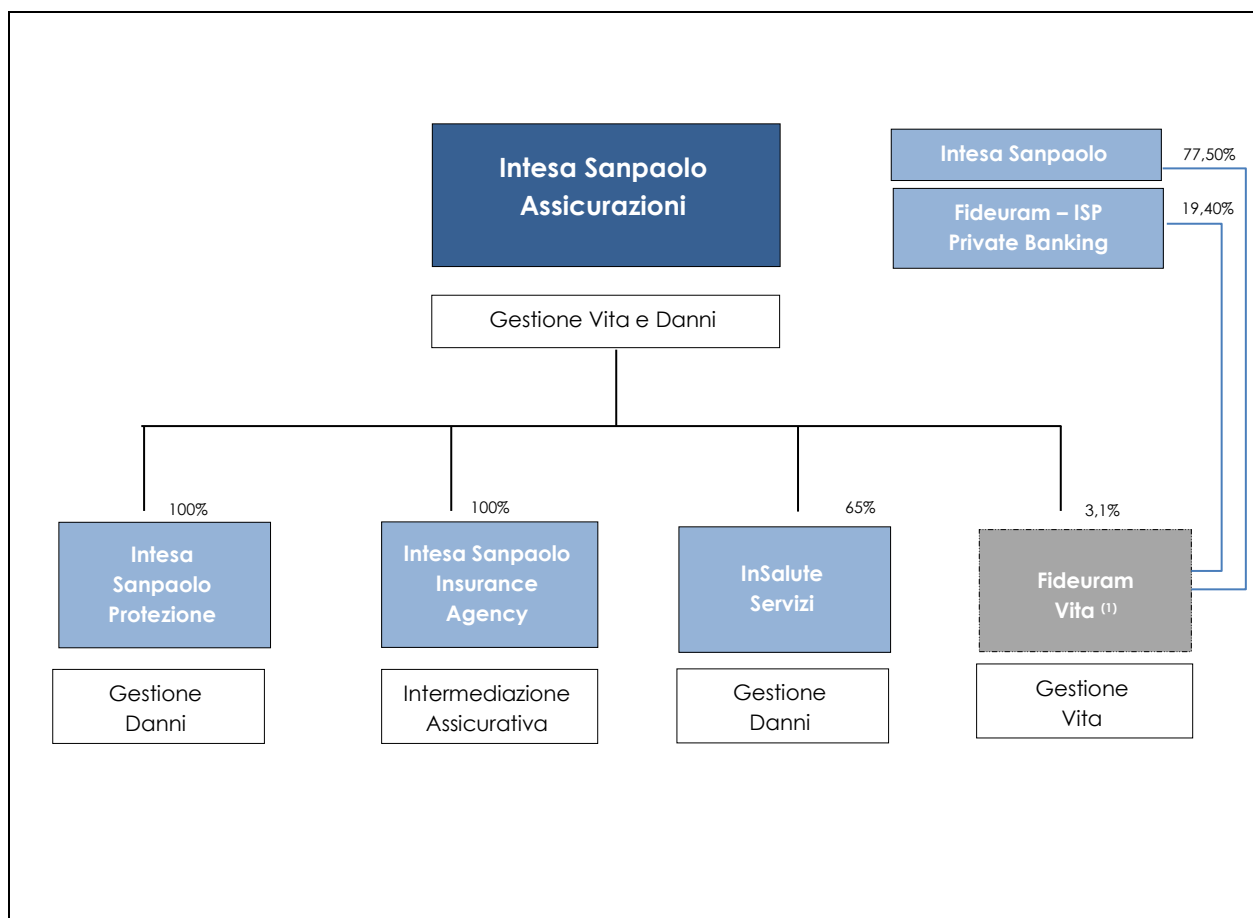 Intesa Sanpaolo
Assicurazioni
Intesa Sanpaolo
77,50%
Fideuram – ISP
Private Banking
19,40%
Gestione Vita e Danni
100%
Intesa
Sanpaolo
Protezione
100%
Intesa Sanpaolo
Insurance
Agency
65%
InSalute
Servizi
3,1%
Fideuram
Vita (1)
Gestione
Danni
Intermediazione
Assicurativa
Gestione
Danni
Gestione
Vita